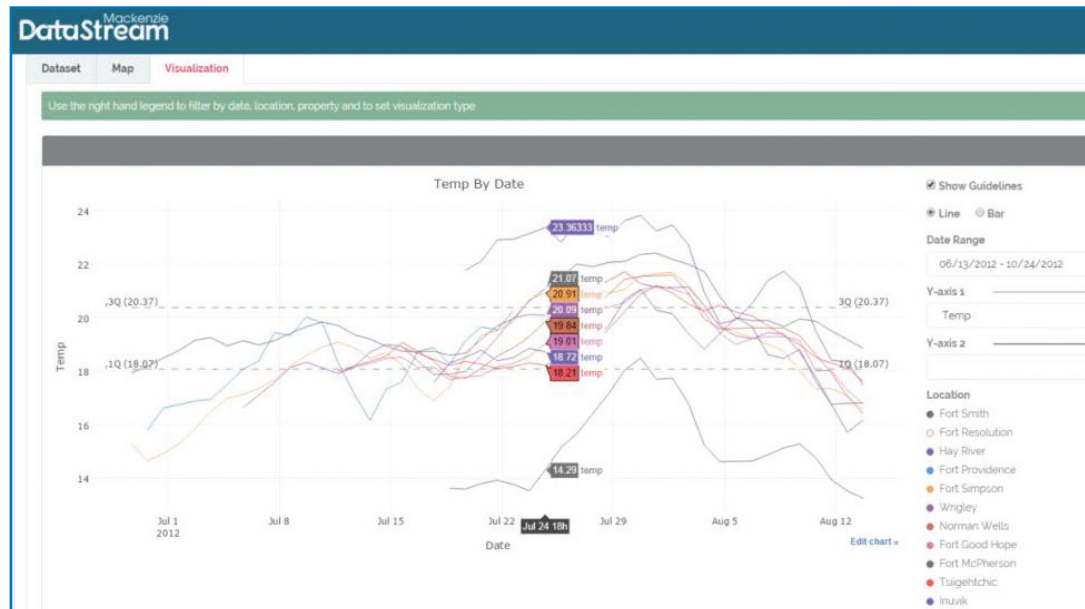 Mackenzie
DataStream
Dataset Map Visualization
Use the right hand legend to filter by date, location, property and to set visualization type
Temp By Date
Show Guidelines
Line Bar
Date Range
06/13/2012 - 10/24/2012
Y-axis 1
Temp
Y-axis 2
Location
Fort Smith
Fort Resolution
Hay River
Fort Providence
Fort Simpson
Wrigley
Norman Wells
Fort Good Hope
Fort McPherson
Tsiigehtchic
Inuvik
24
22
20
18
16
14
Temp
3Q (20.37)
1Q (18.07)
23.36333 temp
21.07 temp
20.91 temp
20.09 temp
19.84 temp
19.01 temp
18.72 temp
18.21 temp
14.29 temp
3Q (20.37)
1Q (18.07)
Jul 1
2012
Jul 8
Jul 15
Jul 22
Jul 24 18h
Jul 29
Aug 5
Aug 12
Date
Edit chart »